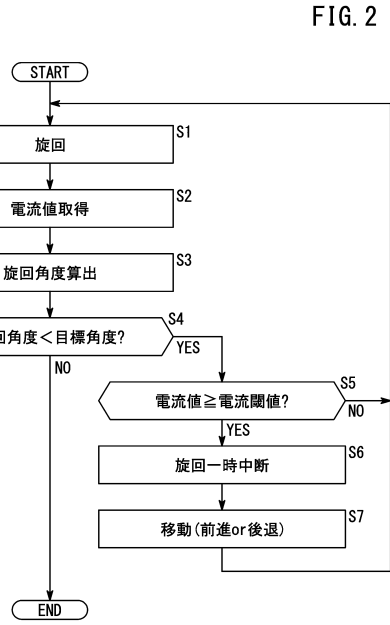 FIG. 2
START
旋回
S1
電流値取得
S2
旋回角度算出
S3
回角度＜目標角度?
S4
YES
NO
電流値≧電流閾値?
S5
NO
YES
旋回一時中断
S6
移動(前進or後退)
S7
END